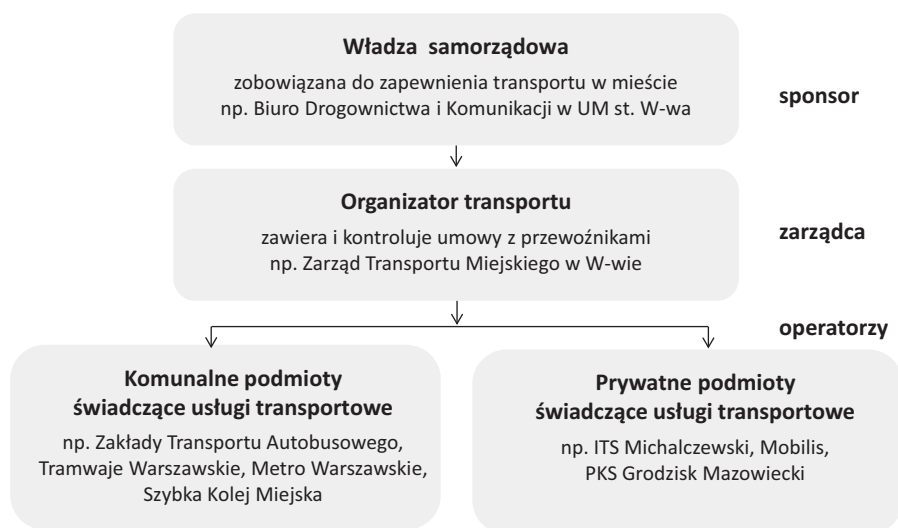 Władza samorządowa
zobowiązana do zapewnienia transportu w mieście
np. Biuro Drogownictwa i Komunikacji w UM st. W-wa
sponsor
Organizator transportu
zawiera i kontroluje umowy z przewoźnikami
np. Zarząd Transportu Miejskiego w W-wie
zarządca
operatorzy
Komunalne podmioty
świadczące usługi transportowe
np. Zakłady Transportu Autobusowego,
Tramwaje Warszawskie, Metro Warszawskie,
Szybka Kolej Miejska
Prywatne podmioty
świadczące usługi transportowe
np. ITS Michalczewski, Mobilis,
PKS Grodzisk Mazowiecki